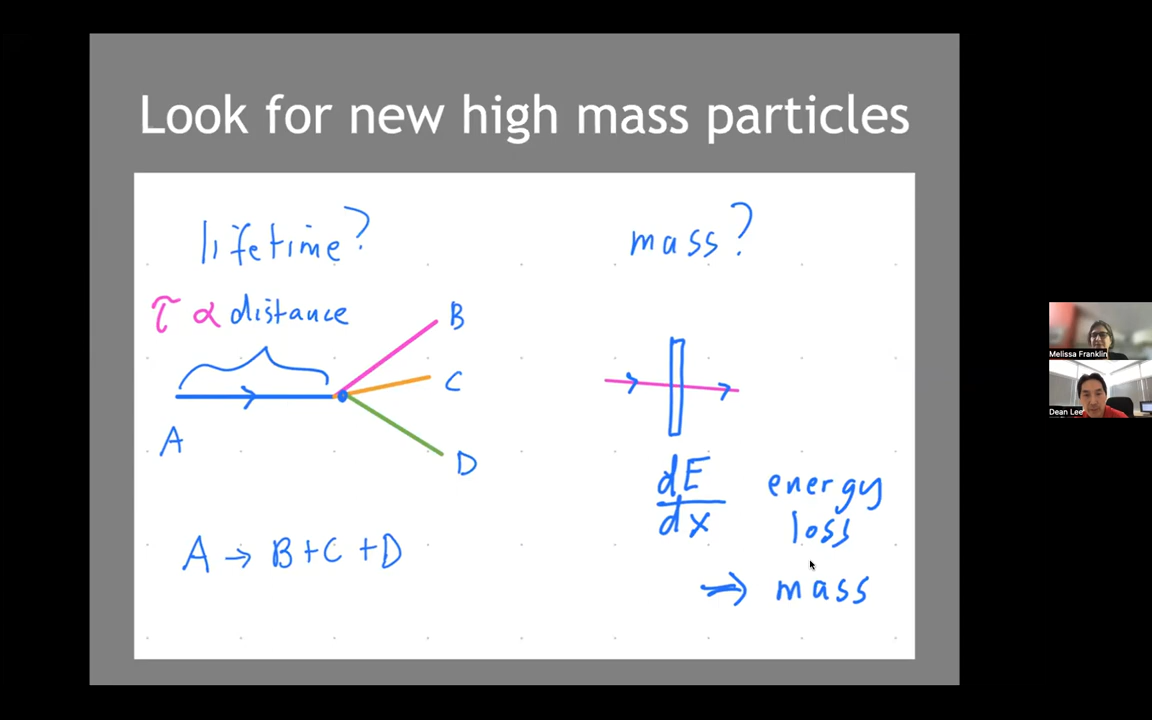 Look for new high mass particles
lifetime?
τ α distance
B
C
A
D
A → B + C + D
mass?
dE
dx
energy
loss
→ mass
Melissa Franklin
Dean Lee